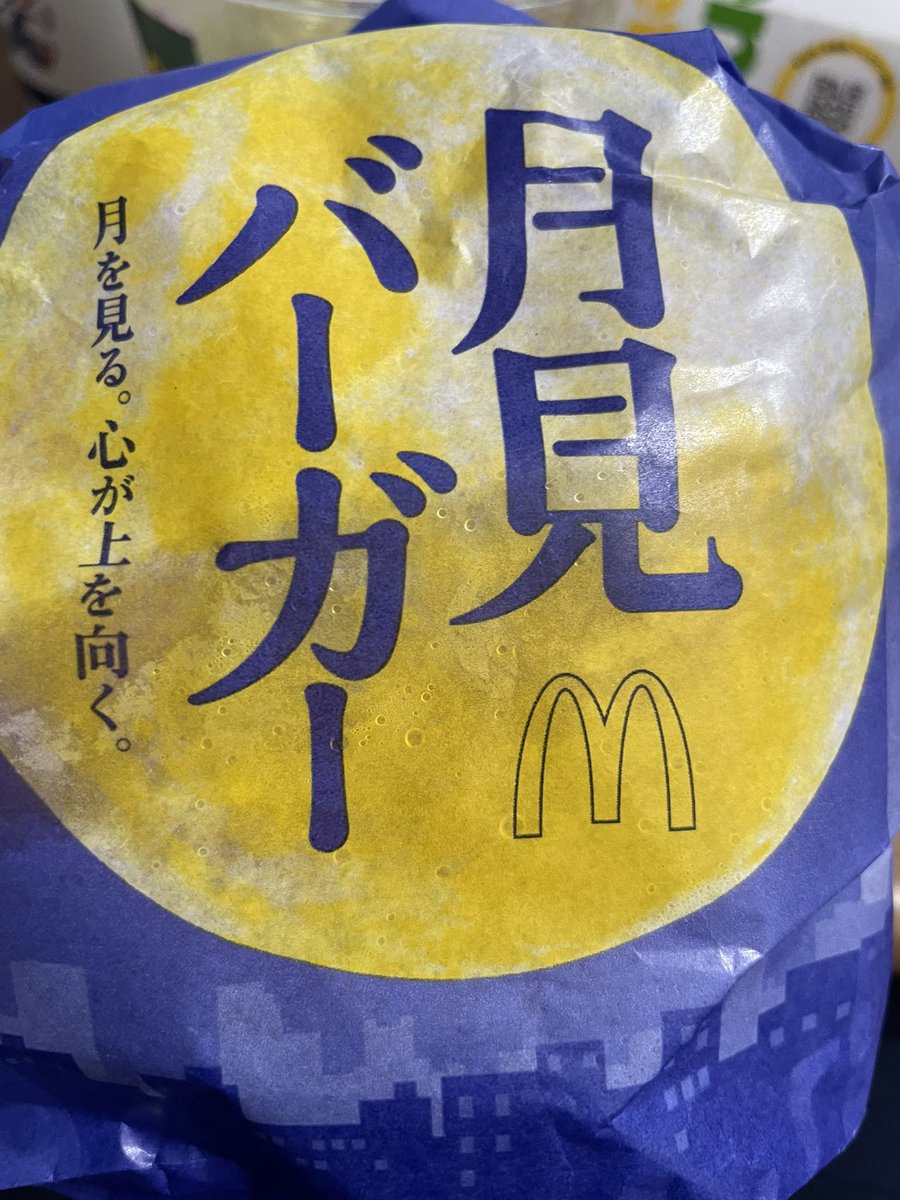 月見
バーガー
月を見る。心が上を向く。